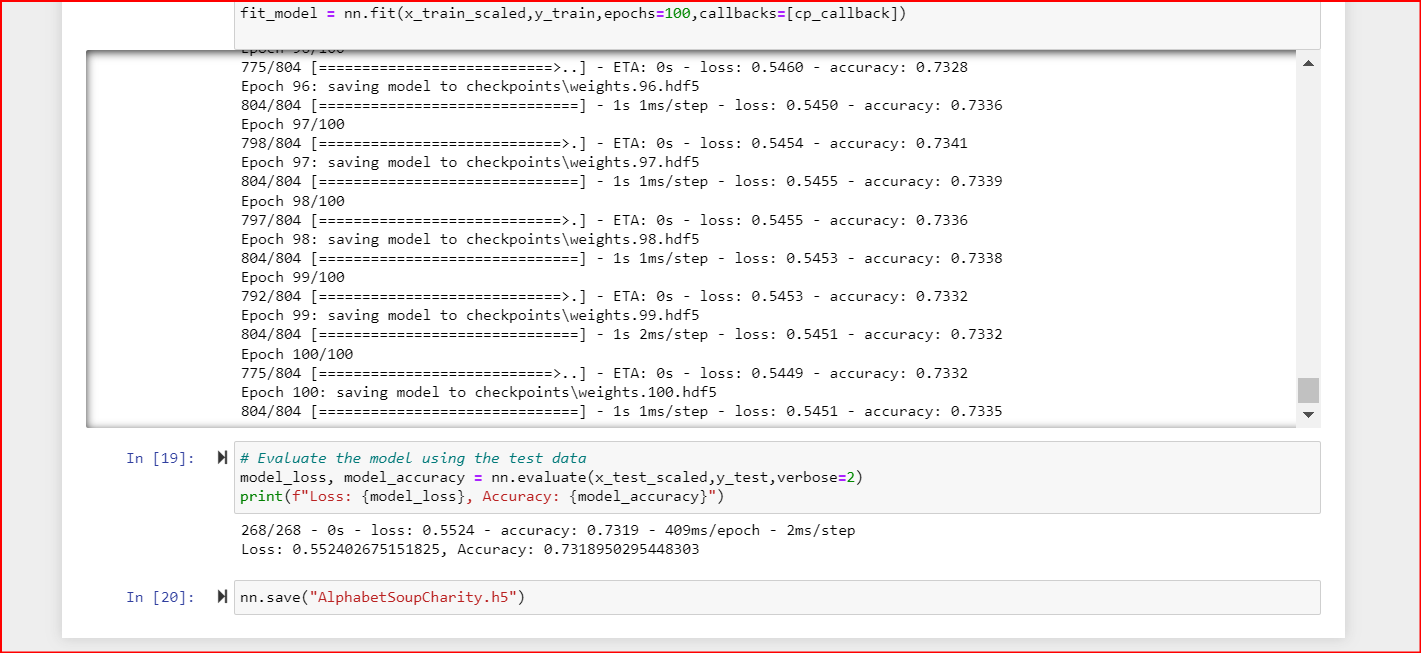 fit_model = nn.fit(x_train_scaled,y_train,epochs=100,callbacks=[cp_callback])
775/804 [===========================>..] - ETA: 0s - loss: 0.5460 - accuracy: 0.7328
Epoch 96: saving model to checkpoints\weights.96.hdf5
804/804 [==============================] - 1s 1ms/step - loss: 0.5450 - accuracy: 0.7336
Epoch 97/100
798/804 [============================>.] - ETA: 0s - loss: 0.5454 - accuracy: 0.7341
Epoch 97: saving model to checkpoints\weights.97.hdf5
804/804 [==============================] - 1s 1ms/step - loss: 0.5455 - accuracy: 0.7339
Epoch 98/100
797/804 [============================>.] - ETA: 0s - loss: 0.5455 - accuracy: 0.7336
Epoch 98: saving model to checkpoints\weights.98.hdf5
804/804 [==============================] - 1s 1ms/step - loss: 0.5453 - accuracy: 0.7338
Epoch 99/100
792/804 [============================>.] - ETA: 0s - loss: 0.5453 - accuracy: 0.7332
Epoch 99: saving model to checkpoints\weights.99.hdf5
804/804 [==============================] - 1s 2ms/step - loss: 0.5451 - accuracy: 0.7332
Epoch 100/100
775/804 [===========================>..] - ETA: 0s - loss: 0.5449 - accuracy: 0.7332
Epoch 100: saving model to checkpoints\weights.100.hdf5
804/804 [==============================] - 1s 1ms/step - loss: 0.5451 - accuracy: 0.7335
In [19]: # Evaluate the model using the test data
model_loss, model_accuracy = nn.evaluate(x_test_scaled,y_test,verbose=2)
print(f"Loss: {model_loss}, Accuracy: {model_accuracy}")
268/268 - 0s - loss: 0.5524 - accuracy: 0.7319 - 409ms/epoch - 2ms/step
Loss: 0.552402675151825, Accuracy: 0.7318950295448303
In [20]: nn.save("AlphabetSoupCharity.h5")